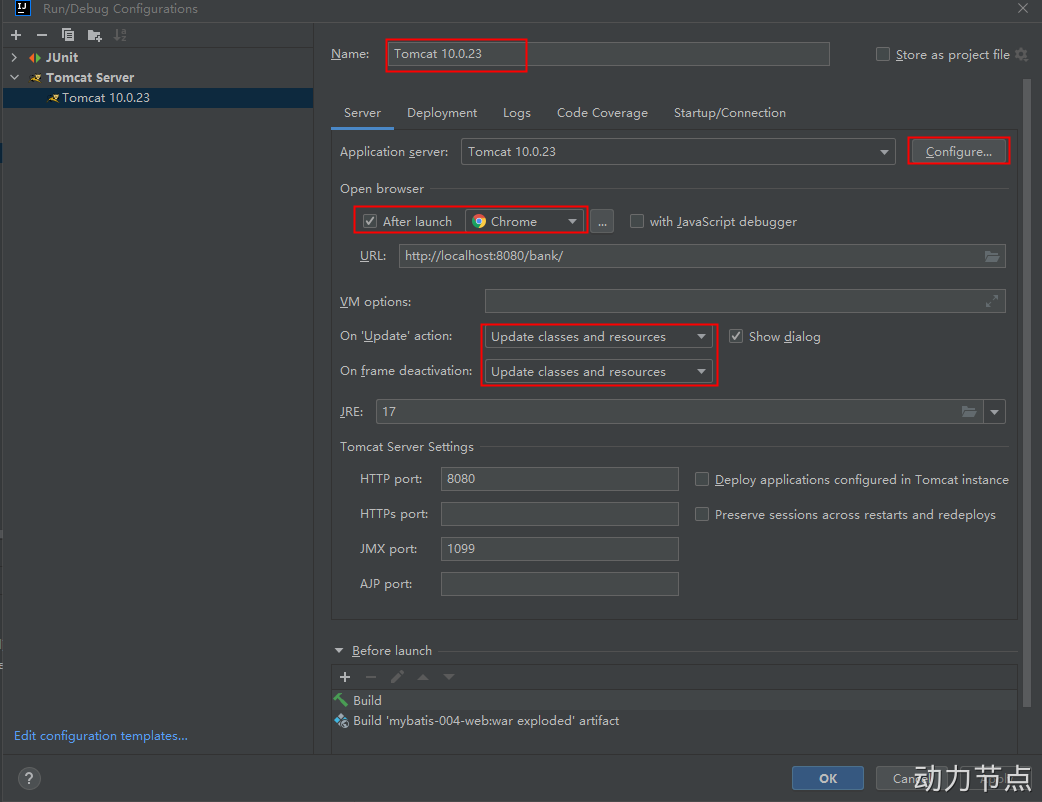 Run/Debug Configurations
JUnit
Tomcat Server
Tomcat 10.0.23
Edit configuration templates...
?
Name: Tomcat 10.0.23
Store as project file
Server Deployment Logs Code Coverage Startup/Connection
Application server: Tomcat 10.0.23 Configure...
Open browser
After launch Chrome ... with JavaScript debugger
URL: http://localhost:8080/bank/
VM options:
On 'Update' action: Update classes and resources Show dialog
On frame deactivation: Update classes and resources
JRE: 17
Tomcat Server Settings
HTTP port: 8080 Deploy applications configured in Tomcat instance
HTTPs port: Preserve sessions across restarts and redeploys
JMX port: 1099
AJP port:
Before launch
Build
Build 'mybatis-004-web:war exploded' artifact
OK Cancel
动力节点